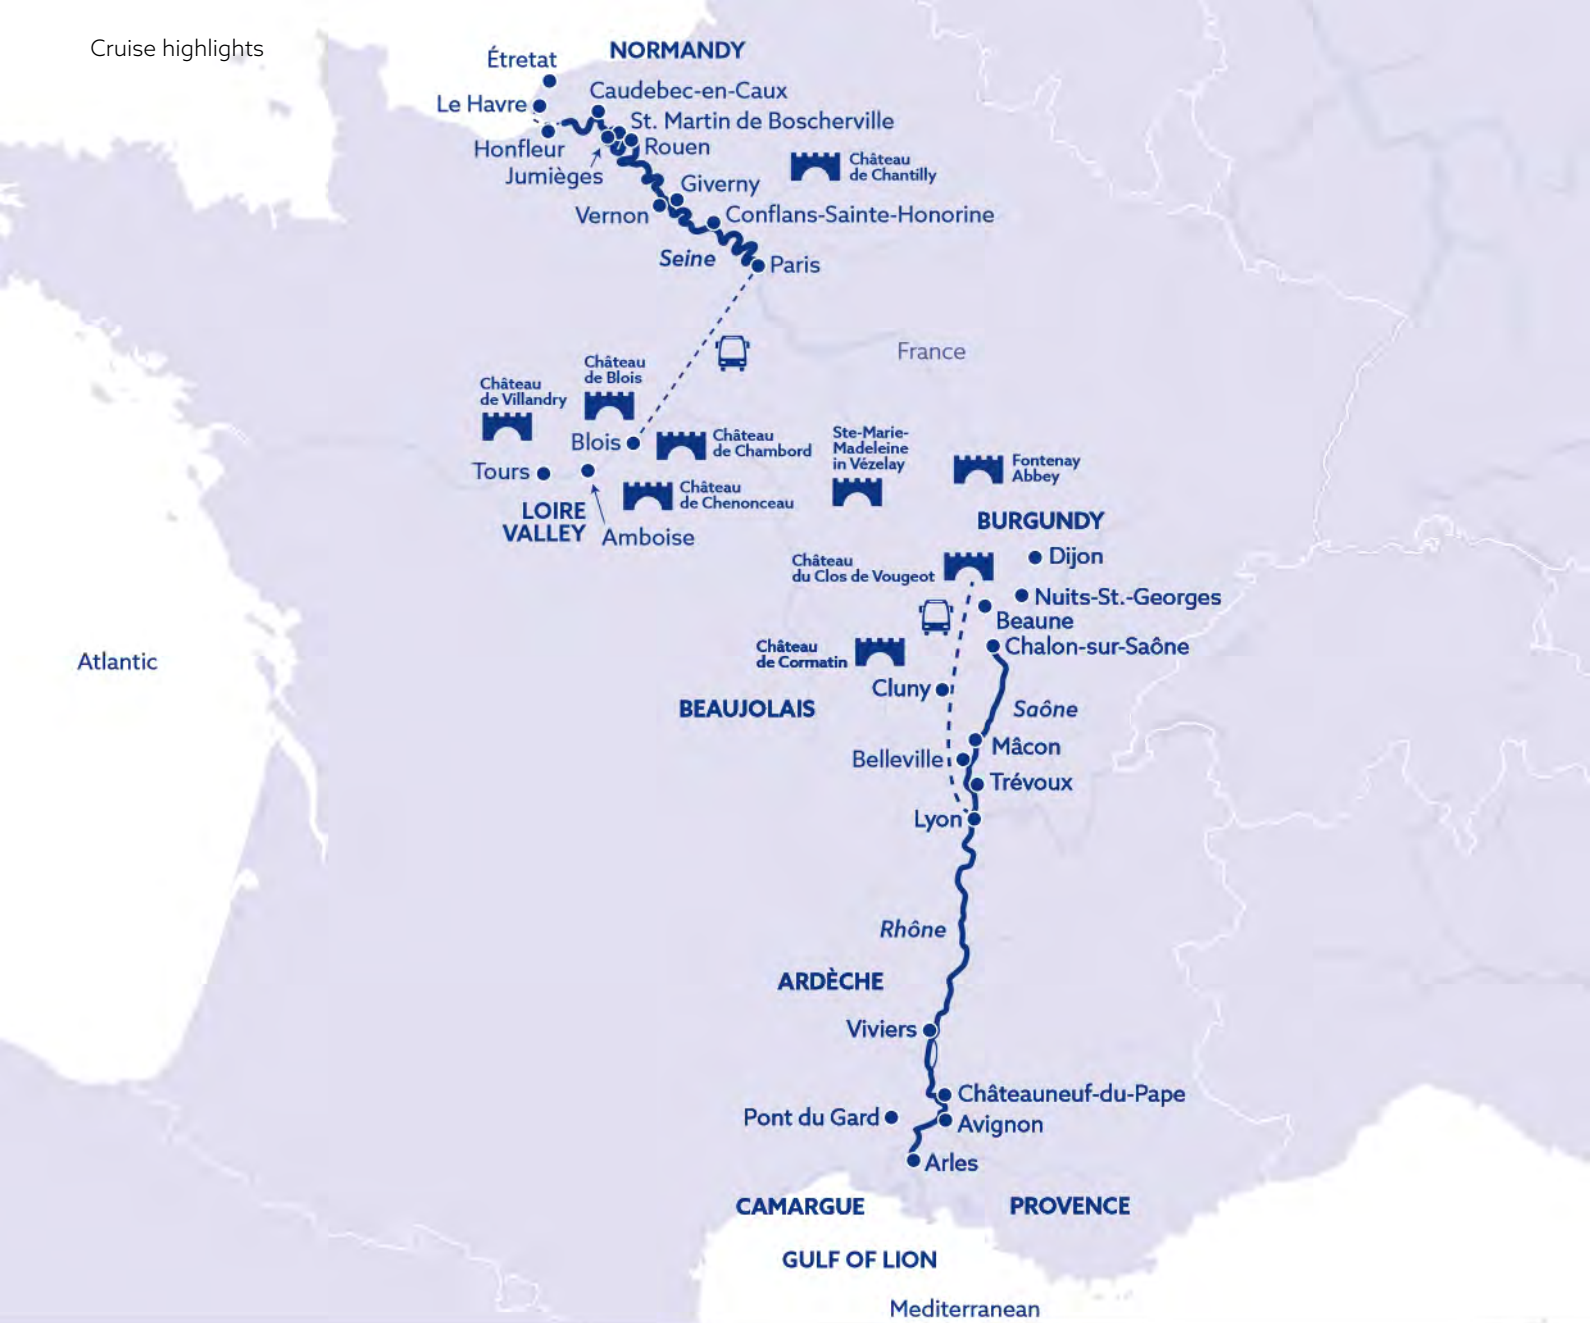 Cruise highlights
NORMANDY
Étretat
Caudebec-en-Caux
Le Havre
St. Martin de Boscherville
Honfleur
Rouen
Jumièges
Château
de Chantilly
Giverny
Vernon
Conflans-Sainte-Honorine
Seine
Paris
France
Château
de Blois
Château
de Villandry
Blois
Château
de Chambord
Ste-Marie-
Madeleine
in Vézelay
Fontenay
Abbey
Tours
Château
de Chenonceau
LOIRE
VALLEY
Amboise
BURGUNDY
Dijon
Château
du Clos de Vougeot
Nuits-St.-Georges
Beaune
Chalon-sur-Saône
Château
de Cormatin
Atlantic
Cluny
BEAUJOLAIS
Saône
Mâcon
Belleville
Trévoux
Lyon
Rhône
ARDÈCHE
Viviers
Châteauneuf-du-Pape
Pont du Gard
Avignon
Arles
CAMARGUE
PROVENCE
GULF OF LION
Mediterranean